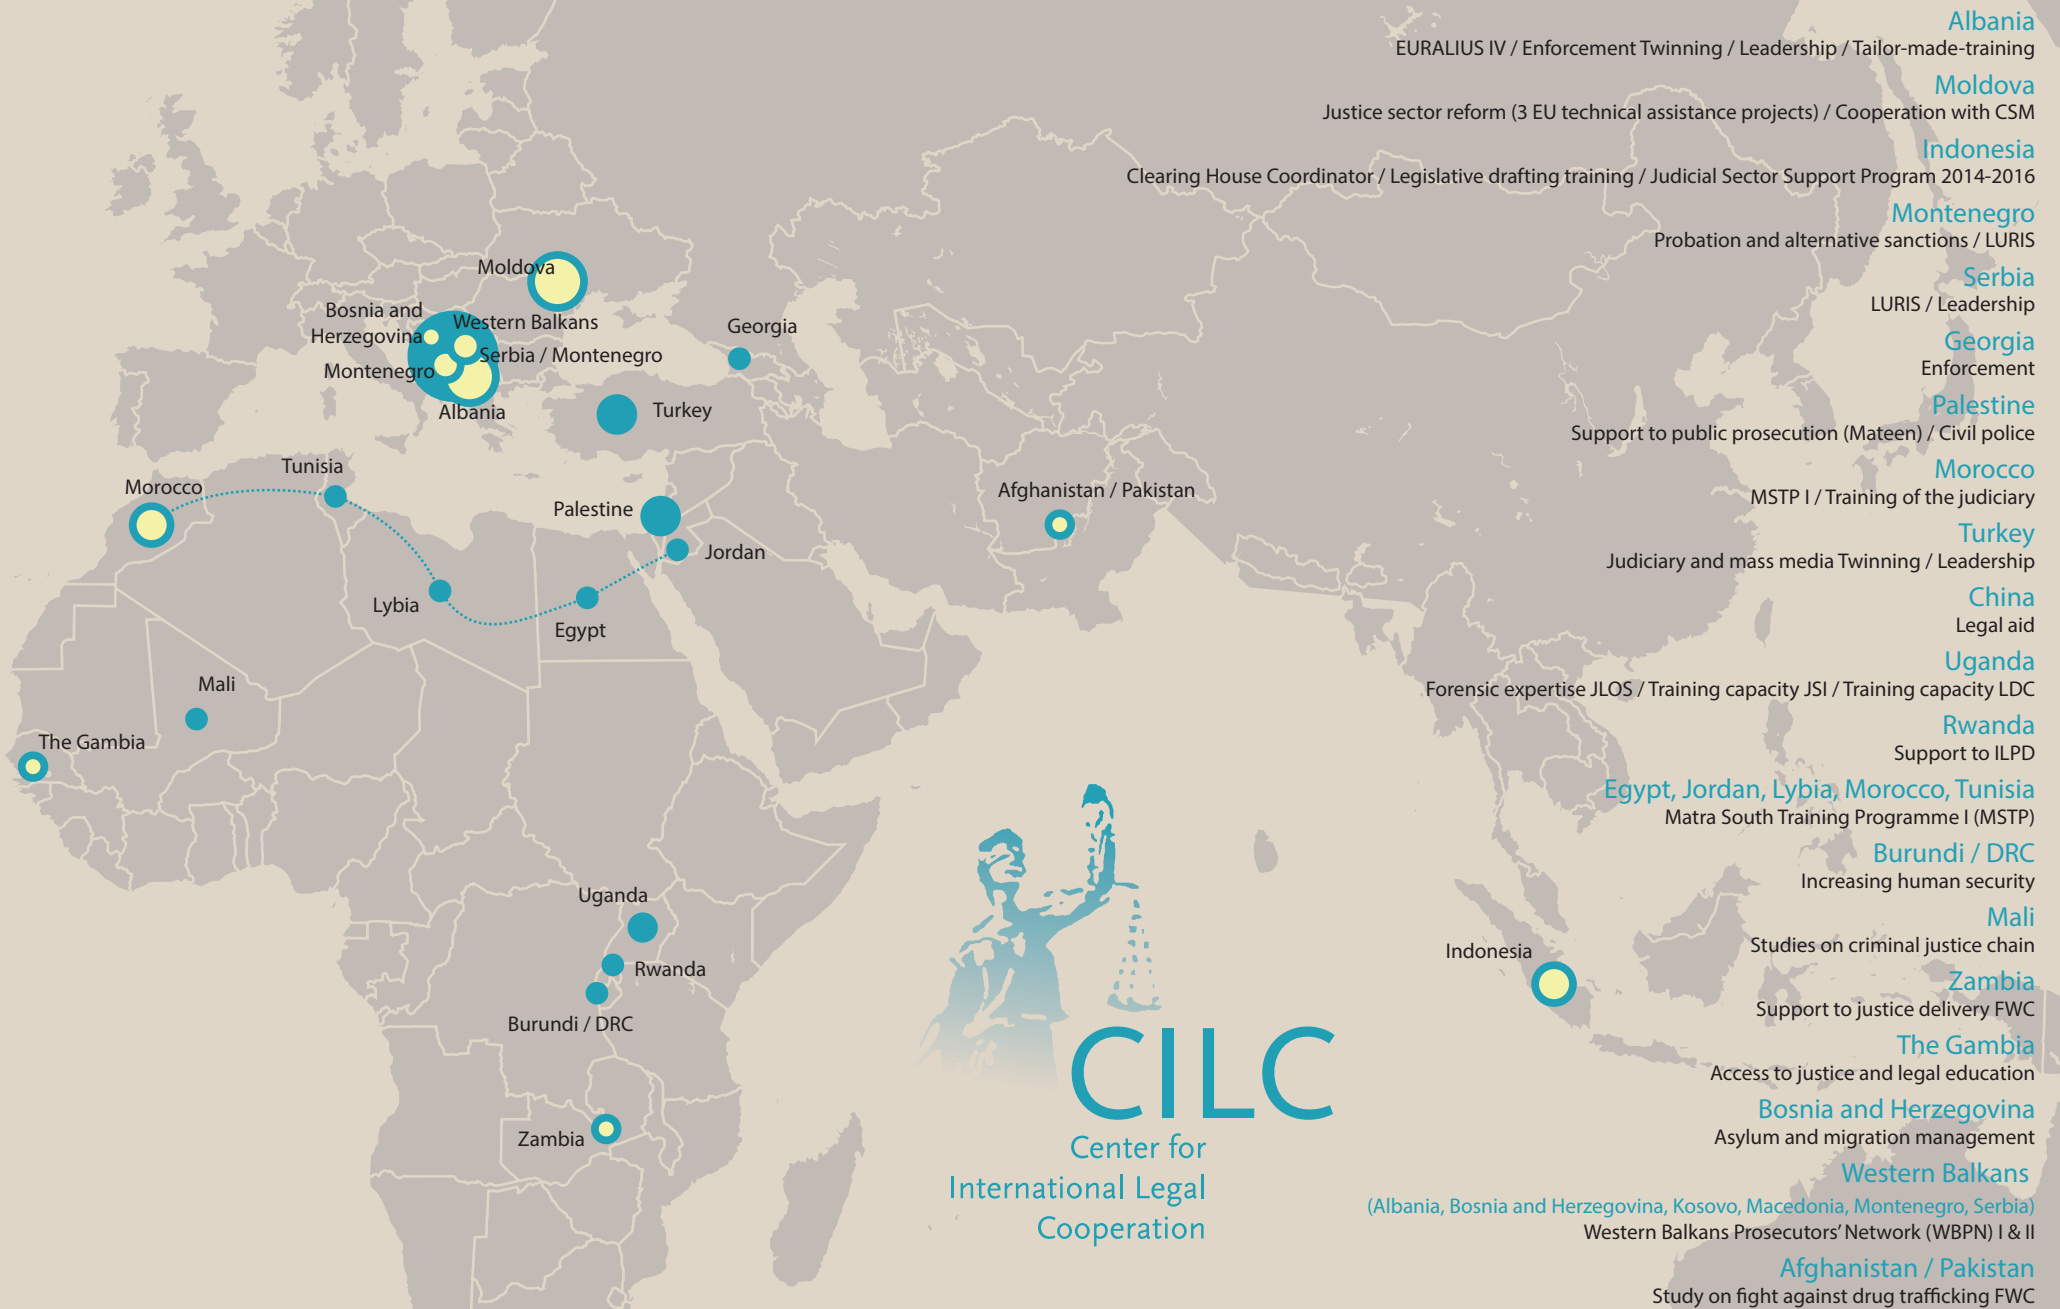 Moldova
Bosnia and
Herzegovina
Western Balkans
Serbia / Montenegro
Montenegro
Albania
Georgia
Turkey
Tunisia
Morocco
Palestine
Jordan
Afghanistan / Pakistan
Lybia
Egypt
Mali
The Gambia
Uganda
Rwanda
Burundi / DRC
Zambia
Indonesia
CILC
Center for
International Legal
Cooperation
Albania
EURALIUS IV / Enforcement Twinning / Leadership / Tailor-made-training
Moldova
Justice sector reform (3 EU technical assistance projects) / Cooperation with CSM
Indonesia
Clearing House Coordinator / Legislative drafting training / Judicial Sector Support Program 2014-2016
Montenegro
Probation and alternative sanctions / LURIS
Serbia
LURIS / Leadership
Georgia
Enforcement
Palestine
Support to public prosecution (Mateen) / Civil police
Morocco
MSTP I / Training of the judiciary
Turkey
Judiciary and mass media Twinning / Leadership
China
Legal aid
Uganda
Forensic expertise JLOS / Training capacity JSI / Training capacity LDC
Rwanda
Support to ILPD
Egypt, Jordan, Lybia, Morocco, Tunisia
Matra South Training Programme I (MSTP)
Burundi / DRC
Increasing human security
Mali
Studies on criminal justice chain
Zambia
Support to justice delivery FWC
The Gambia
Access to justice and legal education
Bosnia and Herzegovina
Asylum and migration management
Western Balkans
(Albania, Bosnia and Herzegovina, Kosovo, Macedonia, Montenegro, Serbia)
Western Balkans Prosecutors' Network (WBPN) I & II
Afghanistan / Pakistan
Study on fight against drug trafficking FWC